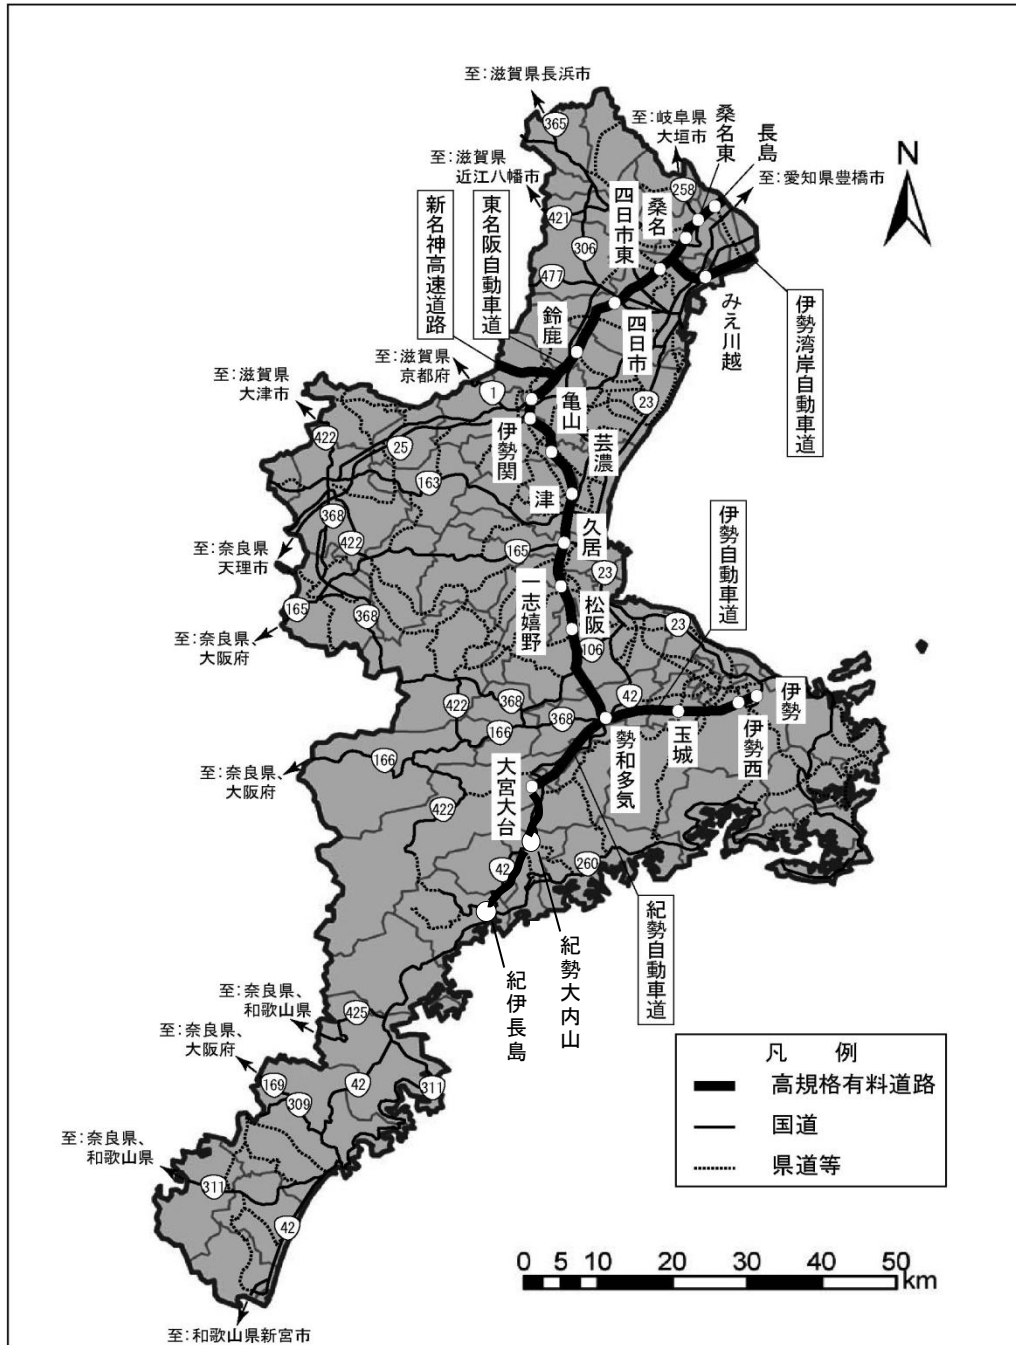 至：滋賀県長浜市
365
至：岐阜県
大垣市
桑名東
長島
至：愛知県豊橋市
N
至：滋賀県
近江八幡市
258
421
306
477
新名神高速道路
東名阪自動車道
四日市東
桑名
みえ川越
伊勢湾岸自動車道
四日市
鈴鹿
至：滋賀県
京都府
1
亀山
23
至：滋賀県
大津市
422
25
伊勢関
芸濃
163
津
368
422
久居
伊勢自動車道
至：奈良県
天理市
165
23
一志嬉野
松阪
165
368
至：奈良県、
大阪府
23
106
42
422
368
368
伊勢
伊勢西
玉城
勢和多気
166
166
至：奈良県、
大阪府
大宮大台
422
42
260
紀勢自動車道
紀勢大内山
紀伊長島
至：奈良県、
和歌山県
425
至：奈良県、
大阪府
169
309
42
311
至：奈良県、
和歌山県
311
42
至：和歌山県新宮市
凡　例
高規格有料道路
国道
県道等
0 5 10 20 30 40 50
km